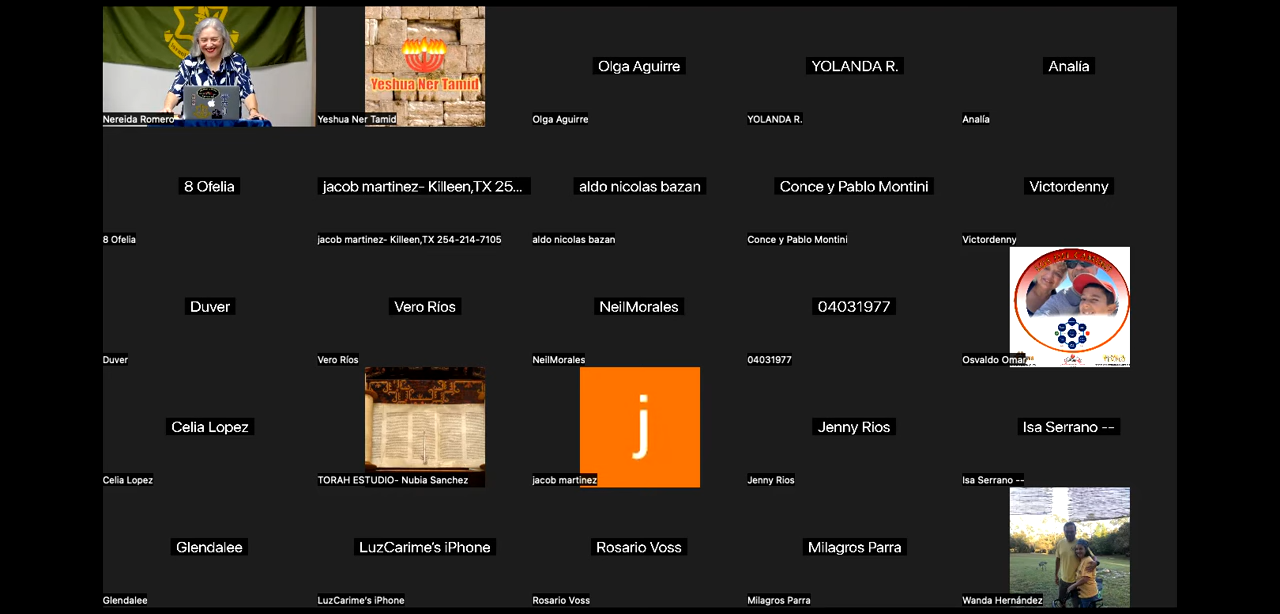 Nereida Romero
Yeshua Ner Tamid
Yeshua Ner Tamid
Olga Aguirre
Olga Aguirre
YOLANDA R.
YOLANDA R.
Analía
Analía
8 Ofelia
8 Ofelia
jacob martinez- Killeen,TX 25...
jacob martinez- Killeen,TX 254-214-7105
aldo nicolas bazan
aldo nicolas bazan
Conce y Pablo Montini
Conce y Pablo Montini
Victordenny
Victordenny
Duver
Duver
Vero Ríos
Vero Ríos
NeilMorales
NeilMorales
04031977
04031977
Osvaldo Omar
Celia Lopez
Celia Lopez
TORAH ESTUDIO- Nubia Sanchez
j
jacob martinez
Jenny Rios
Jenny Rios
Isa Serrano --
Isa Serrano --
Glendalee
Glendalee
LuzCarime's iPhone
LuzCarime's iPhone
Rosario Voss
Rosario Voss
Milagros Parra
Milagros Parra
Wanda Hernández